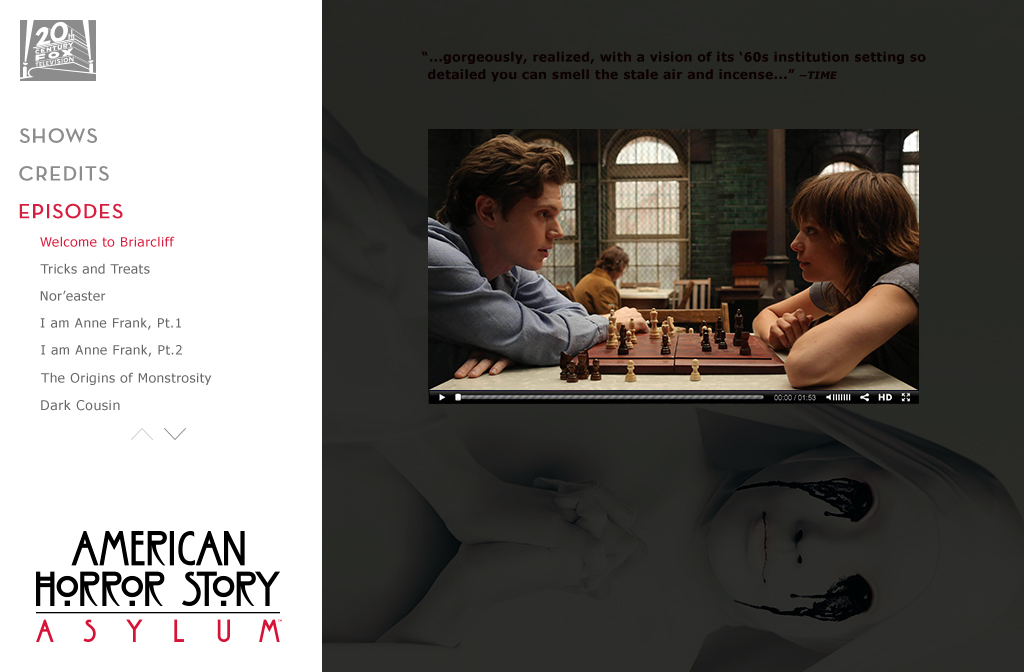 20th
CENTURY
FOX
TELEVISION
SHOWS
CREDITS
EPISODES
Welcome to Briarcliff
Tricks and Treats
Nor’easter
I am Anne Frank, Pt.1
I am Anne Frank, Pt.2
The Origins of Monstrosity
Dark Cousin
AMERICAN
HORROR STORY
ASYLUM™
“...gorgeously, realized, with a vision of its ‘60s institution setting so
detailed you can smell the stale air and incense...” –TIME
00:00 / 01:53 HD